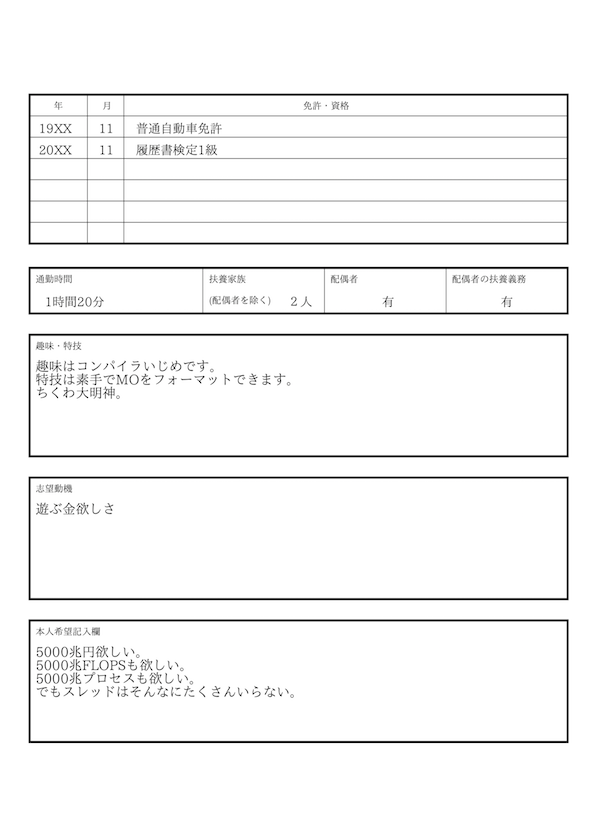 年 月 免許・資格
19XX 11 普通自動車免許
20XX 11 履歴書検定1級
通勤時間 扶養家族 配偶者 配偶者の扶養義務
1時間20分 (配偶者を除く) 2人 有 有
趣味・特技
趣味はコンパイラいじめです。
特技は素手でMOをフォーマットできます。
ちくわ大明神。
志望動機
遊ぶ金欲しさ
本人希望記入欄
5000兆円欲しい。
5000兆FLOPSも欲しい。
5000兆プロセスも欲しい。
でもスレッドはそんなにたくさんいらない。